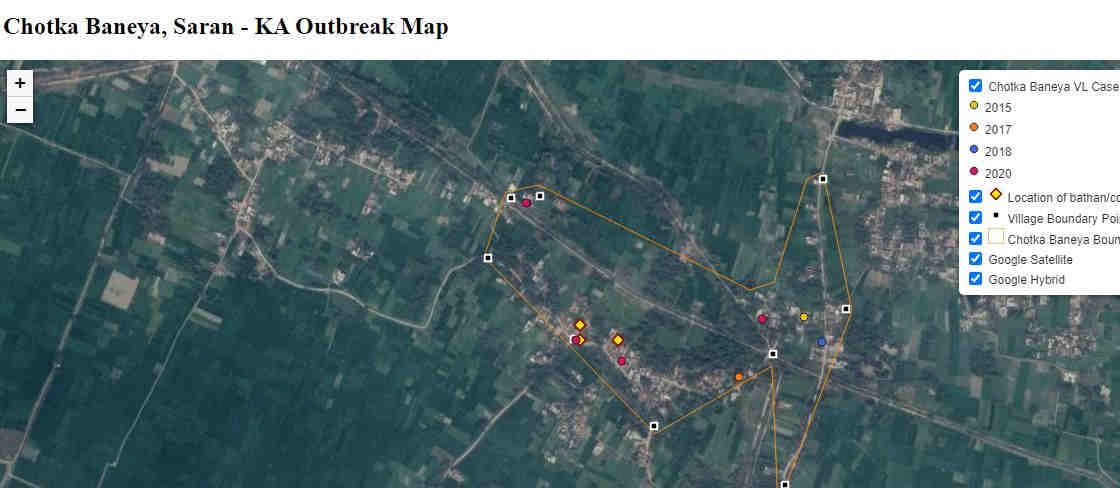 Chotka Baneya, Saran - KA Outbreak Map
+
−
Chotka Baneya VL Case
2015
2017
2018
2020
Location of bathan/co
Village Boundary Poi
Chotka Baneya Boun
Google Satellite
Google Hybrid